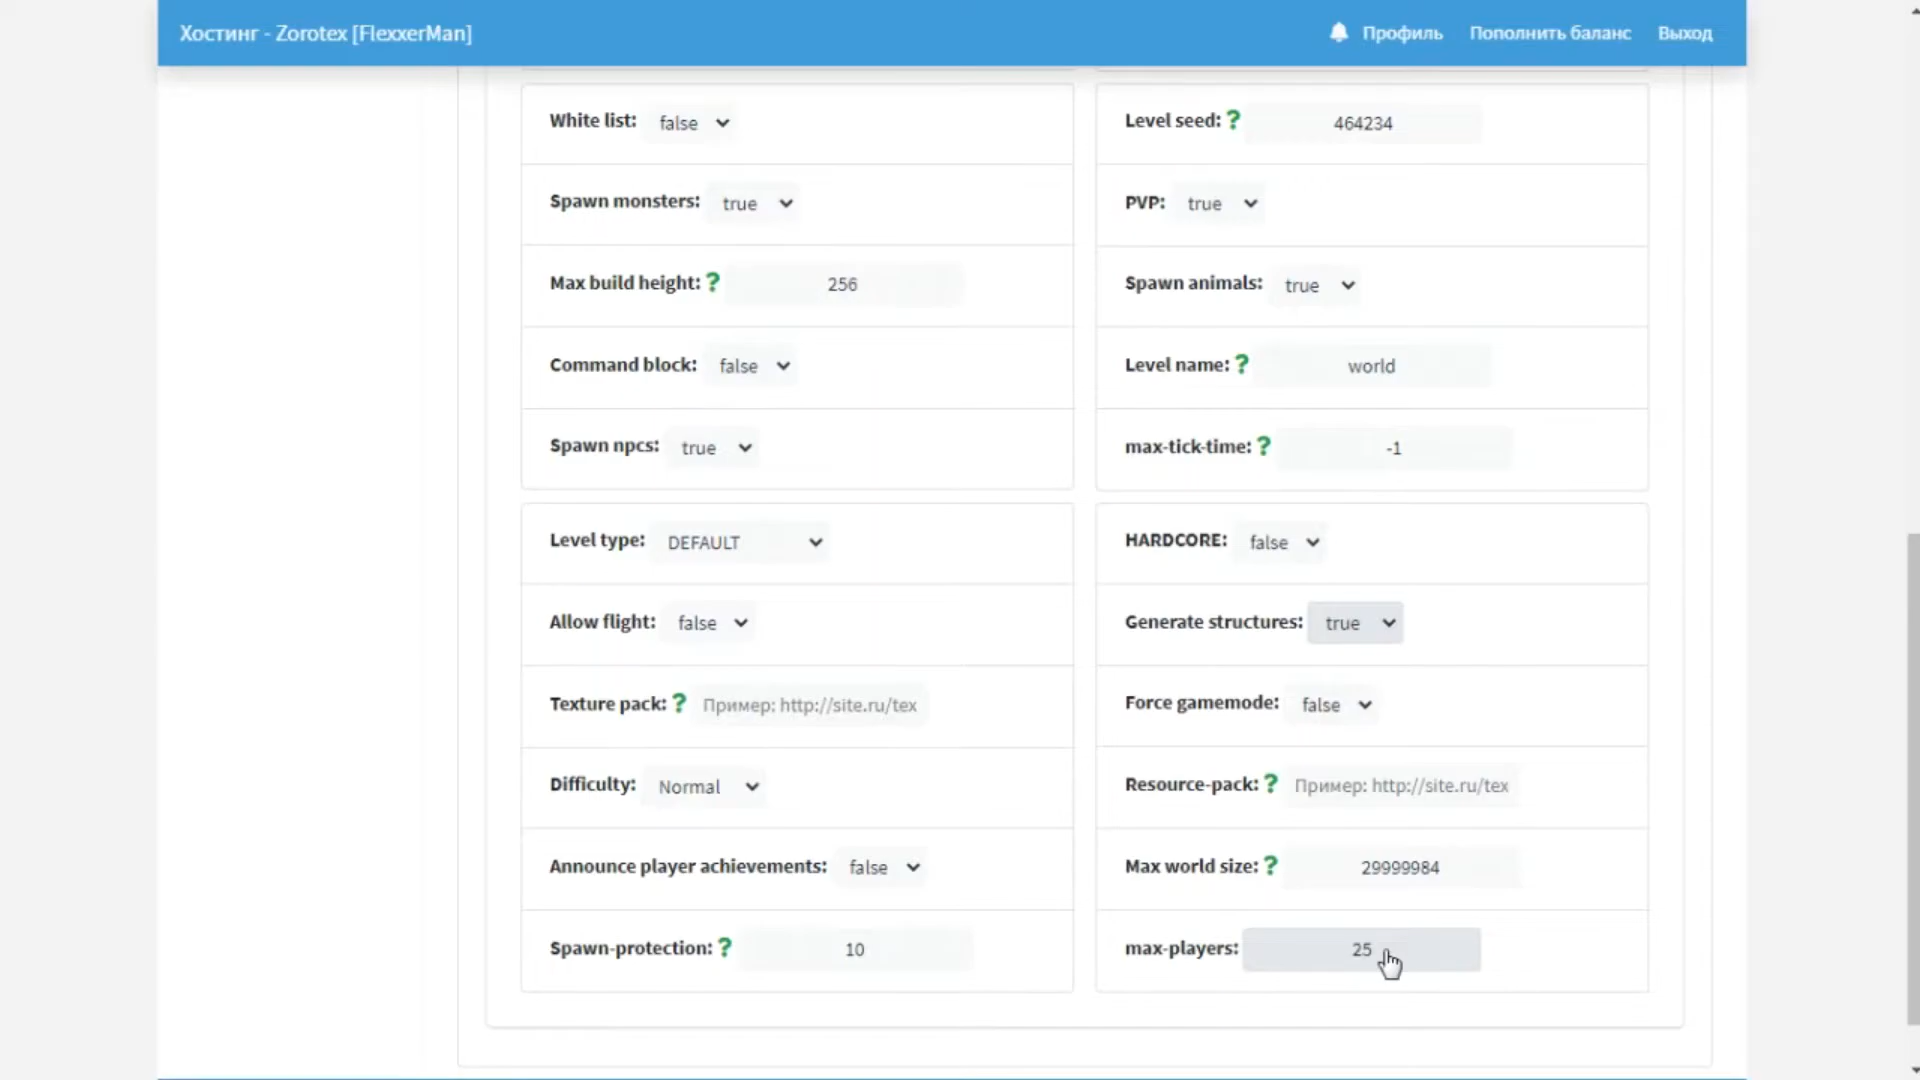 Хостинг - Zorotex [FlexxerMan]
Профиль
Пополнить баланс
Выход
White list: false
Level seed: ? 464234
Spawn monsters: true
PVP: true
Max build height: ? 256
Spawn animals: true
Command block: false
Level name: ? world
Spawn npcs: true
max-tick-time: ? -1
Level type: DEFAULT
HARDCORE: false
Allow flight: false
Generate structures: true
Texture pack: ? Пример: http://site.ru/tex
Force gamemode: false
Difficulty: Normal
Resource-pack: ? Пример: http://site.ru/tex
Announce player achievements: false
Max world size: ? 29999984
Spawn-protection: ? 10
max-players: 25